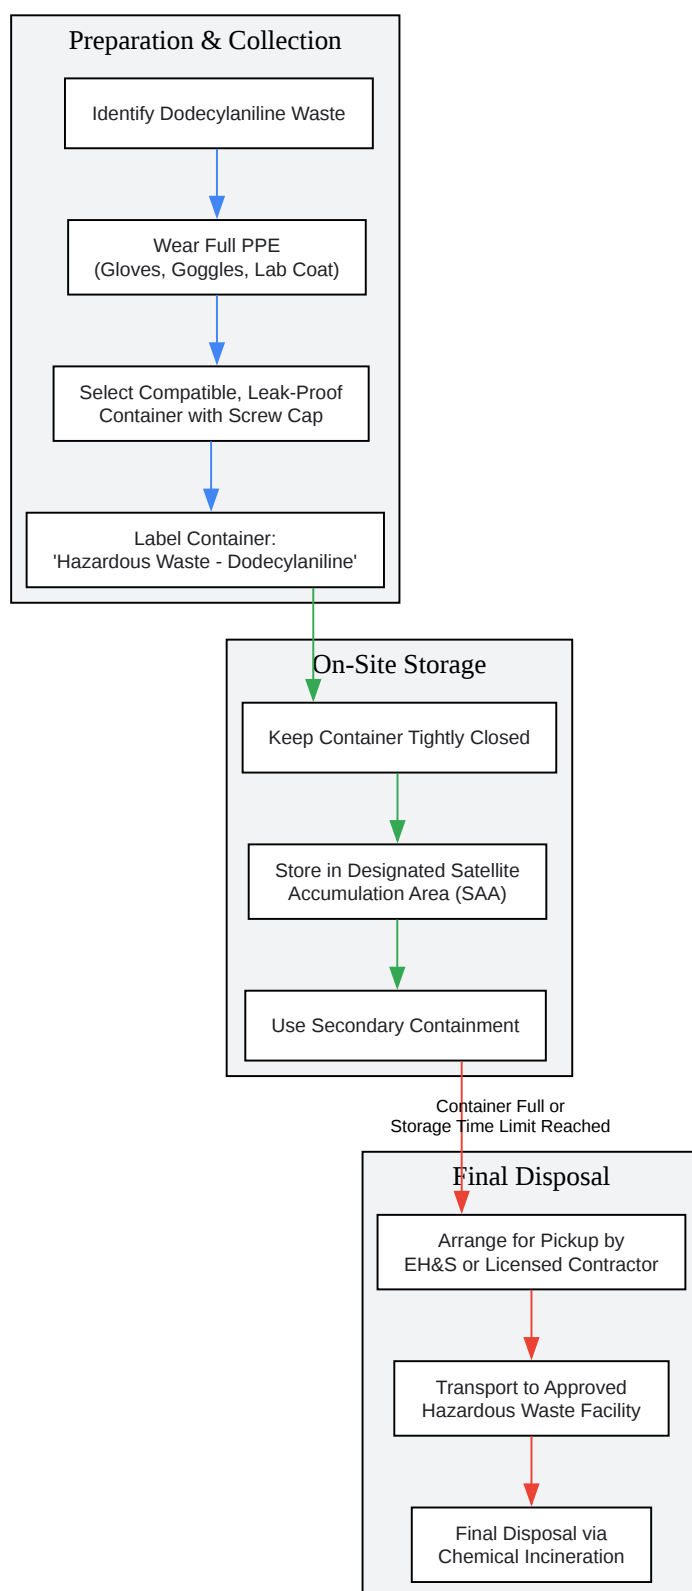 Preparation & Collection
Identify Dodecylaniline Waste
Wear Full PPE
(Gloves, Goggles, Lab Coat)
Select Compatible, Leak-Proof
Container with Screw Cap
Label Container:
'Hazardous Waste - Dodecylaniline'
On-Site Storage
Keep Container Tightly Closed
Store in Designated Satellite
Accumulation Area (SAA)
Use Secondary Containment
Container Full or
Storage Time Limit Reached
Final Disposal
Arrange for Pickup by
EH&S or Licensed Contractor
Transport to Approved
Hazardous Waste Facility
Final Disposal via
Chemical Incineration